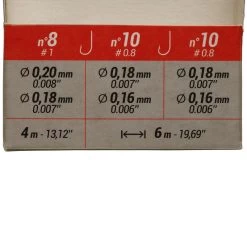 n°8 n°10 n°10
# 1 # 0.8 # 0.8
Ø 0,20 mm Ø 0,18 mm Ø 0,18 mm
0.008" 0.007" 0.007"
Ø 0,18 mm Ø 0,16 mm Ø 0,16 mm
0.007" 0.006" 0.006"
4 m - 13,12" 6 m - 19,69"